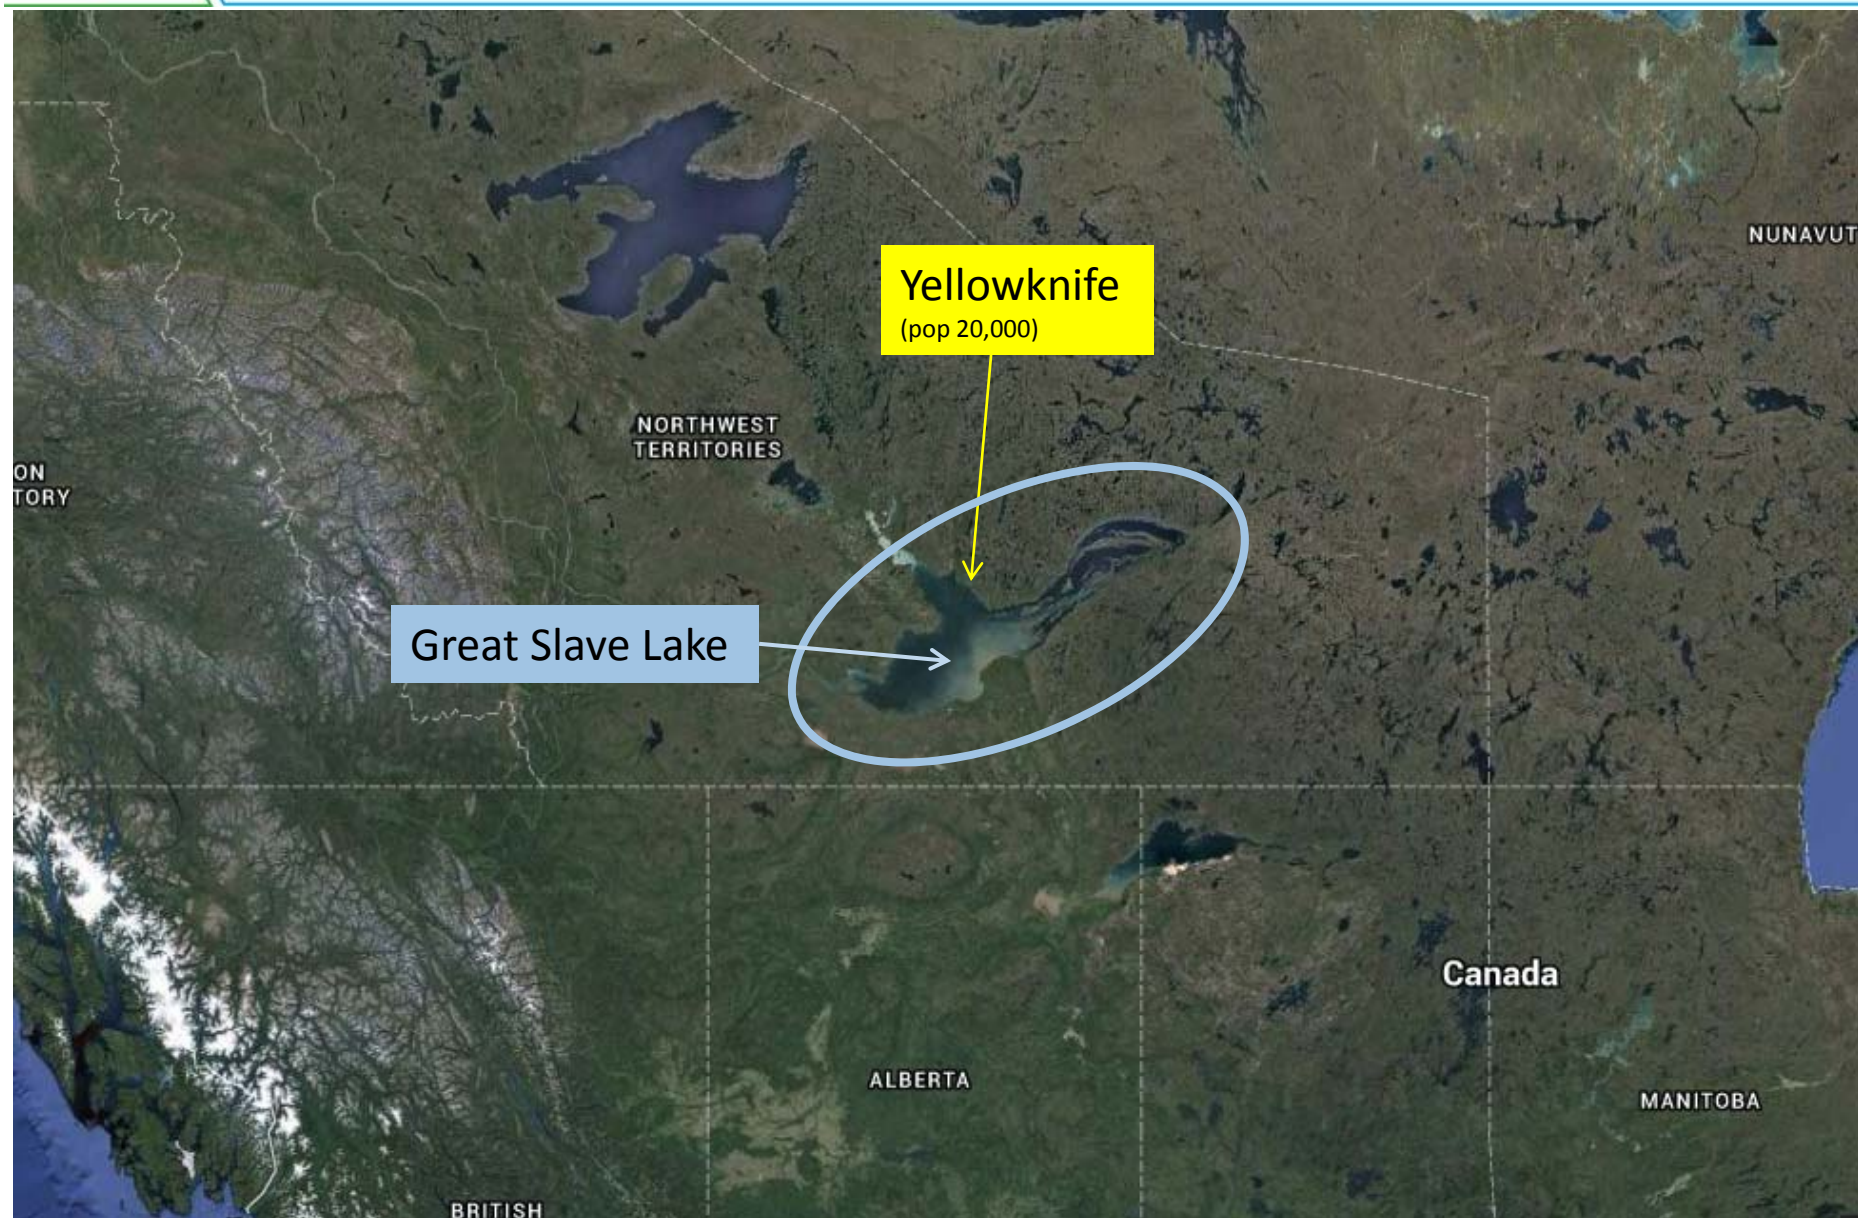 NUNAVUT
Yellowknife
(pop 20,000)
NORTHWEST
TERRITORIES
ON
TORY
Great Slave Lake
Canada
ALBERTA
MANITOBA
BRITISH